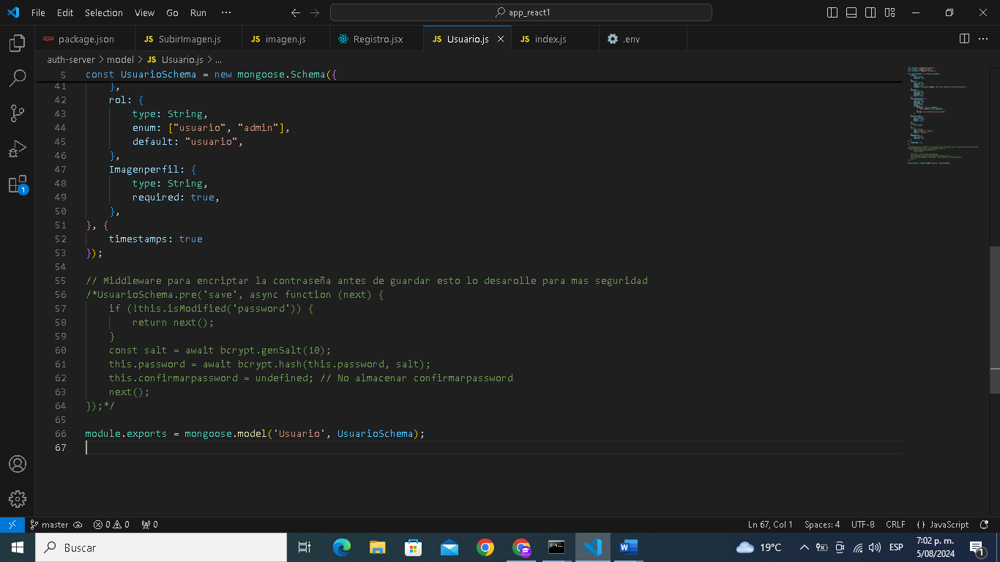 File Edit Selection View Go Run ··· app_react1
package.json JS SubirImagen.js JS imagen.js Registro.jsx JS Usuario.js JS index.js .env
auth-server > model > JS Usuario.js > ...
5 const UsuarioSchema = new mongoose.Schema({
41 },
42 rol: {
43 type: String,
44 enum: ["usuario", "admin"],
45 default: "usuario",
46 },
47 Imagenperfil: {
48 type: String,
49 required: true,
50 },
51 }, {
52 timestamps: true
53 });
54
55 // Middleware para encriptar la contraseña antes de guardar esto lo desarolle para mas seguridad
56 /*UsuarioSchema.pre('save', async function (next) {
57 if (!this.isModified('password')) {
58 return next();
59 }
60 const salt = await bcrypt.genSalt(10);
61 this.password = await bcrypt.hash(this.password, salt);
62 this.confirmarpassword = undefined; // No almacenar confirmarpassword
63 next();
64 });*/
65
66 module.exports = mongoose.model('Usuario', UsuarioSchema);
67
1
master 0 0 0 Ln 67, Col 1 Spaces: 4 UTF-8 CRLF {} JavaScript
Buscar 19°C ESP 7:02 p. m.
5/08/2024 1